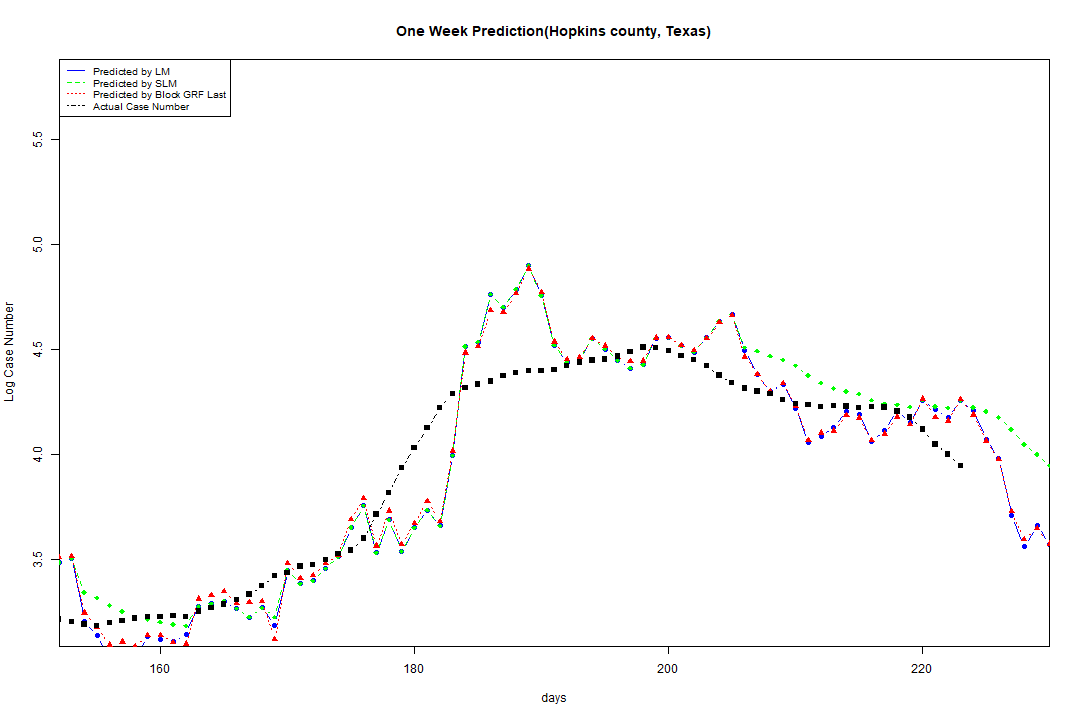 One Week Prediction(Hopkins county, Texas)
Predicted by LM
Predicted by SLM
Predicted by Block GRF Last
Actual Case Number
5.5
5.0
4.5
4.0
3.5
Log Case Number
160
180
200
220
days